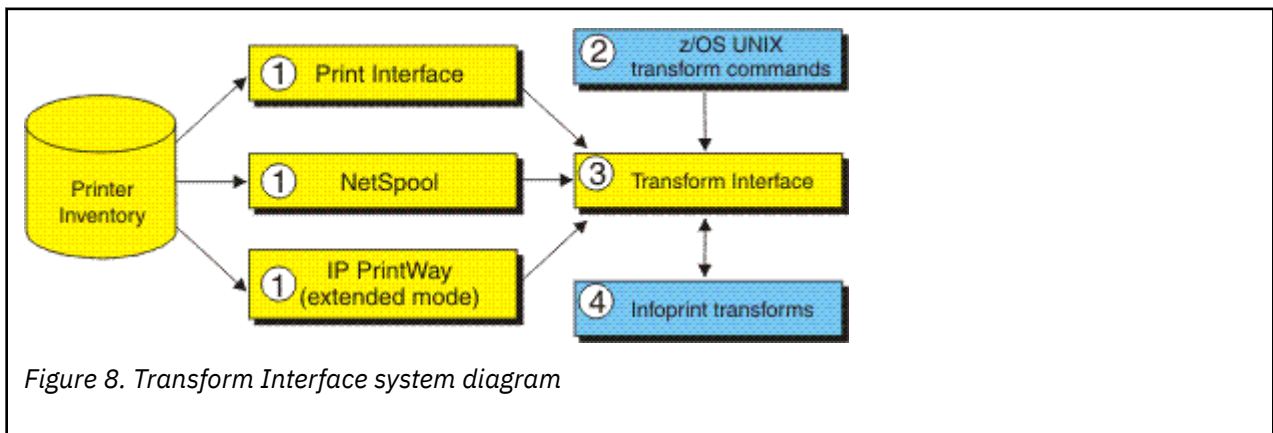 Printer
Inventory
1 Print Interface
1 NetSpool
1 IP PrintWay
(extended mode)
2 z/OS UNIX
transform commands
3 Transform Interface
4 Infoprint transforms
Figure 8. Transform Interface system diagram